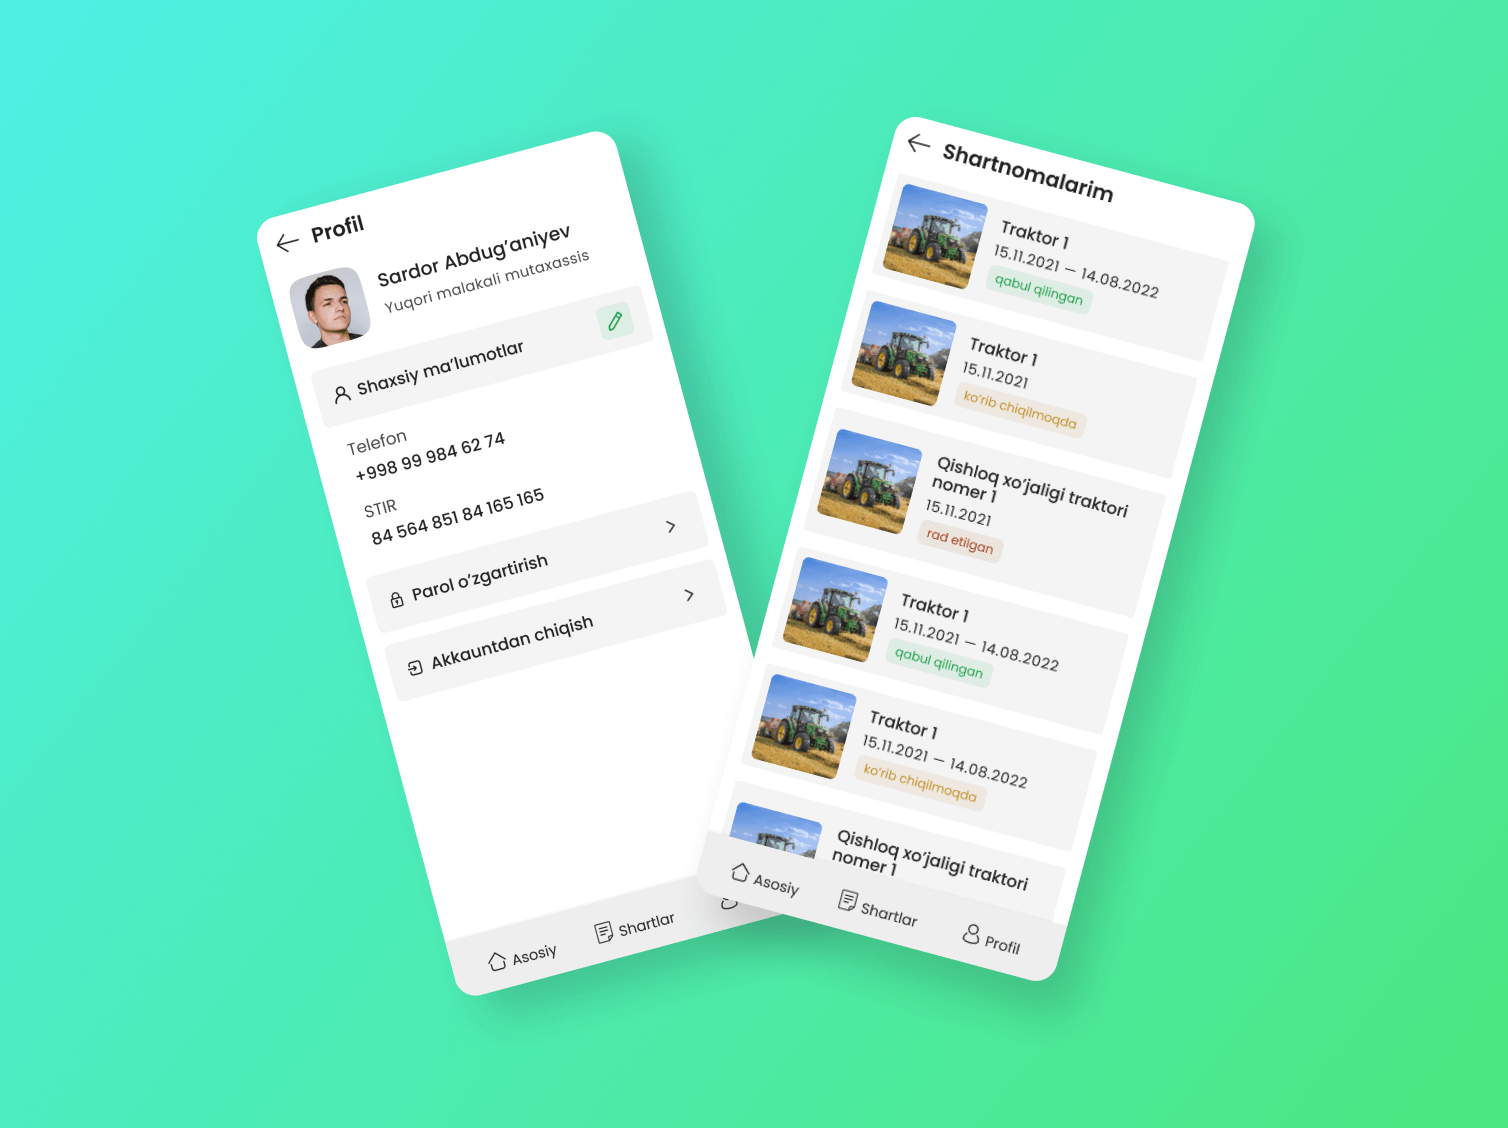 Profil
Sardor Abdug‘aniyev
Yuqori malakali mutaxassis
Shaxsiy ma’lumotlar
Telefon
+998 99 984 62 74
STIR
84 564 851 84 165 165
Parol o‘zgartirish
Akkauntdan chiqish
Asosiy
Shartlar
Shartnomalarim
Traktor 1
15.11.2021 — 14.08.2022
qabul qilingan
Traktor 1
15.11.2021
ko‘rib chiqilmoqda
Qishloq xo‘jaligi traktori
nomer 1
15.11.2021
rad etilgan
Traktor 1
15.11.2021 — 14.08.2022
qabul qilingan
Traktor 1
15.11.2021 — 14.08.2022
ko‘rib chiqilmoqda
Qishloq xo‘jaligi traktori
nomer 1
Asosiy
Shartlar
Profil